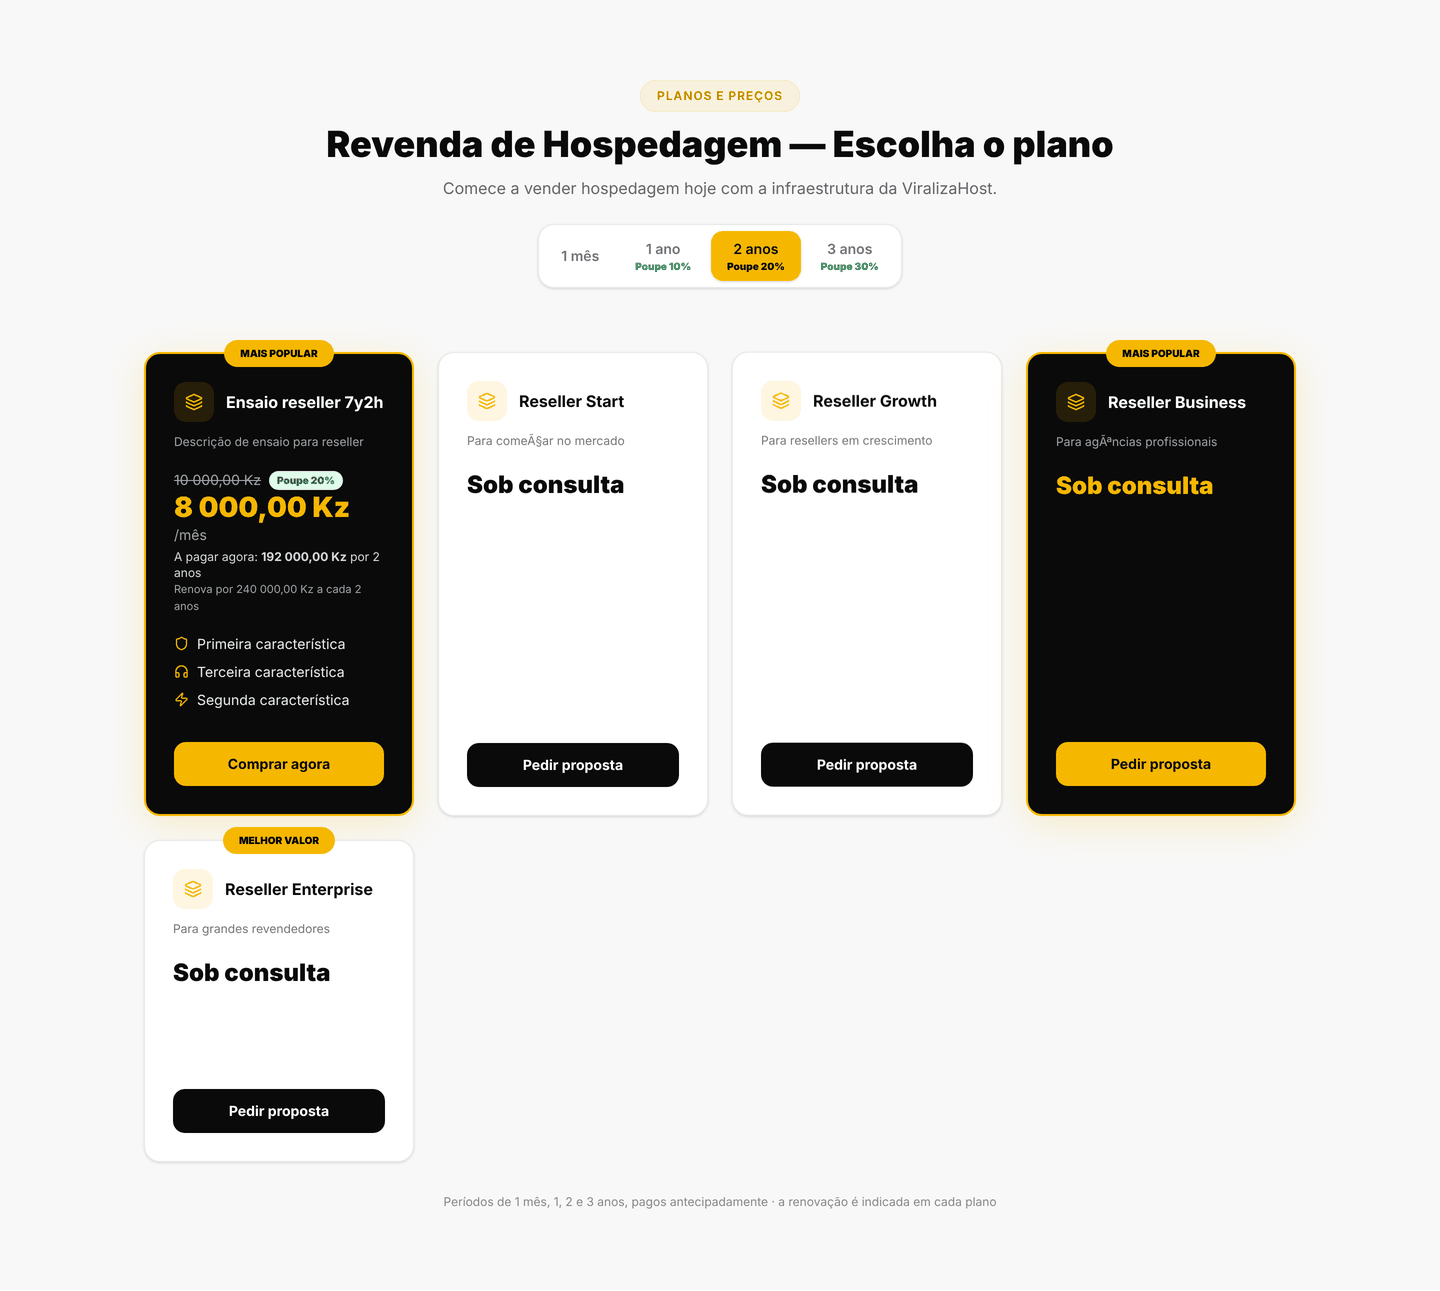 PLANOS E PREÇOS
Revenda de Hospedagem — Escolha o plano
Comece a vender hospedagem hoje com a infraestrutura da ViralizaHost.
1 mês
1 ano
Poupe 10%
2 anos
Poupe 20%
3 anos
Poupe 30%
MAIS POPULAR
Ensaio reseller 7y2h
Descrição de ensaio para reseller
10 000,00 Kz
Poupe 20%
8 000,00 Kz
/mês
A pagar agora: 192 000,00 Kz por 2
anos
Renova por 240 000,00 Kz a cada 2
anos
Primeira característica
Terceira característica
Segunda característica
Comprar agora
Reseller Start
Para comeÃ§ar no mercado
Sob consulta
Pedir proposta
Reseller Growth
Para resellers em crescimento
Sob consulta
Pedir proposta
MAIS POPULAR
Reseller Business
Para agÃªncias profissionais
Sob consulta
Pedir proposta
MELHOR VALOR
Reseller Enterprise
Para grandes revendedores
Sob consulta
Pedir proposta
Períodos de 1 mês, 1, 2 e 3 anos, pagos antecipadamente · a renovação é indicada em cada plano